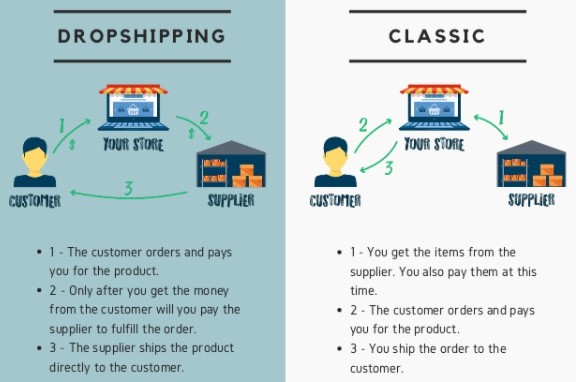 DROPSHIPPING
1
$
2
$
YOUR STORE
3
CUSTOMER
SUPPLIER
• 1 - The customer orders and pays
you for the product.
• 2 - Only after you get the money
from the customer will you pay the
supplier to fulfill the order.
• 3 - The supplier ships the product
directly to the customer.
CLASSIC
2
1
YOUR STORE
3
CUSTOMER
SUPPLIER
• 1 - You get the items from the
supplier. You also pay them at this
time.
• 2 - The customer orders and pays
you for the product.
• 3 - You ship the order to the
customer.